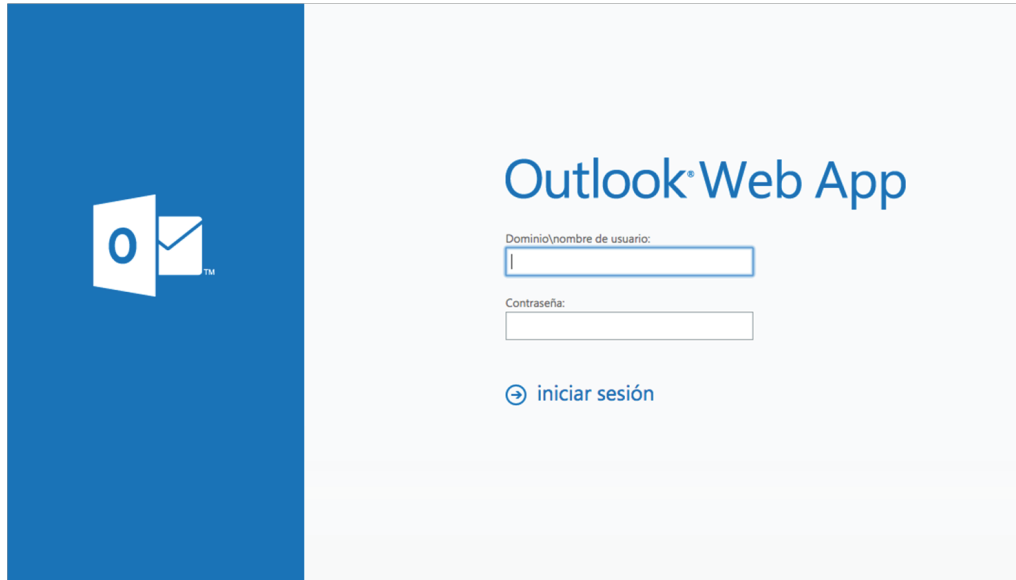 Outlook® Web App
Dominio\nombre de usuario:
Contraseña:
iniciar sesión
O
TM